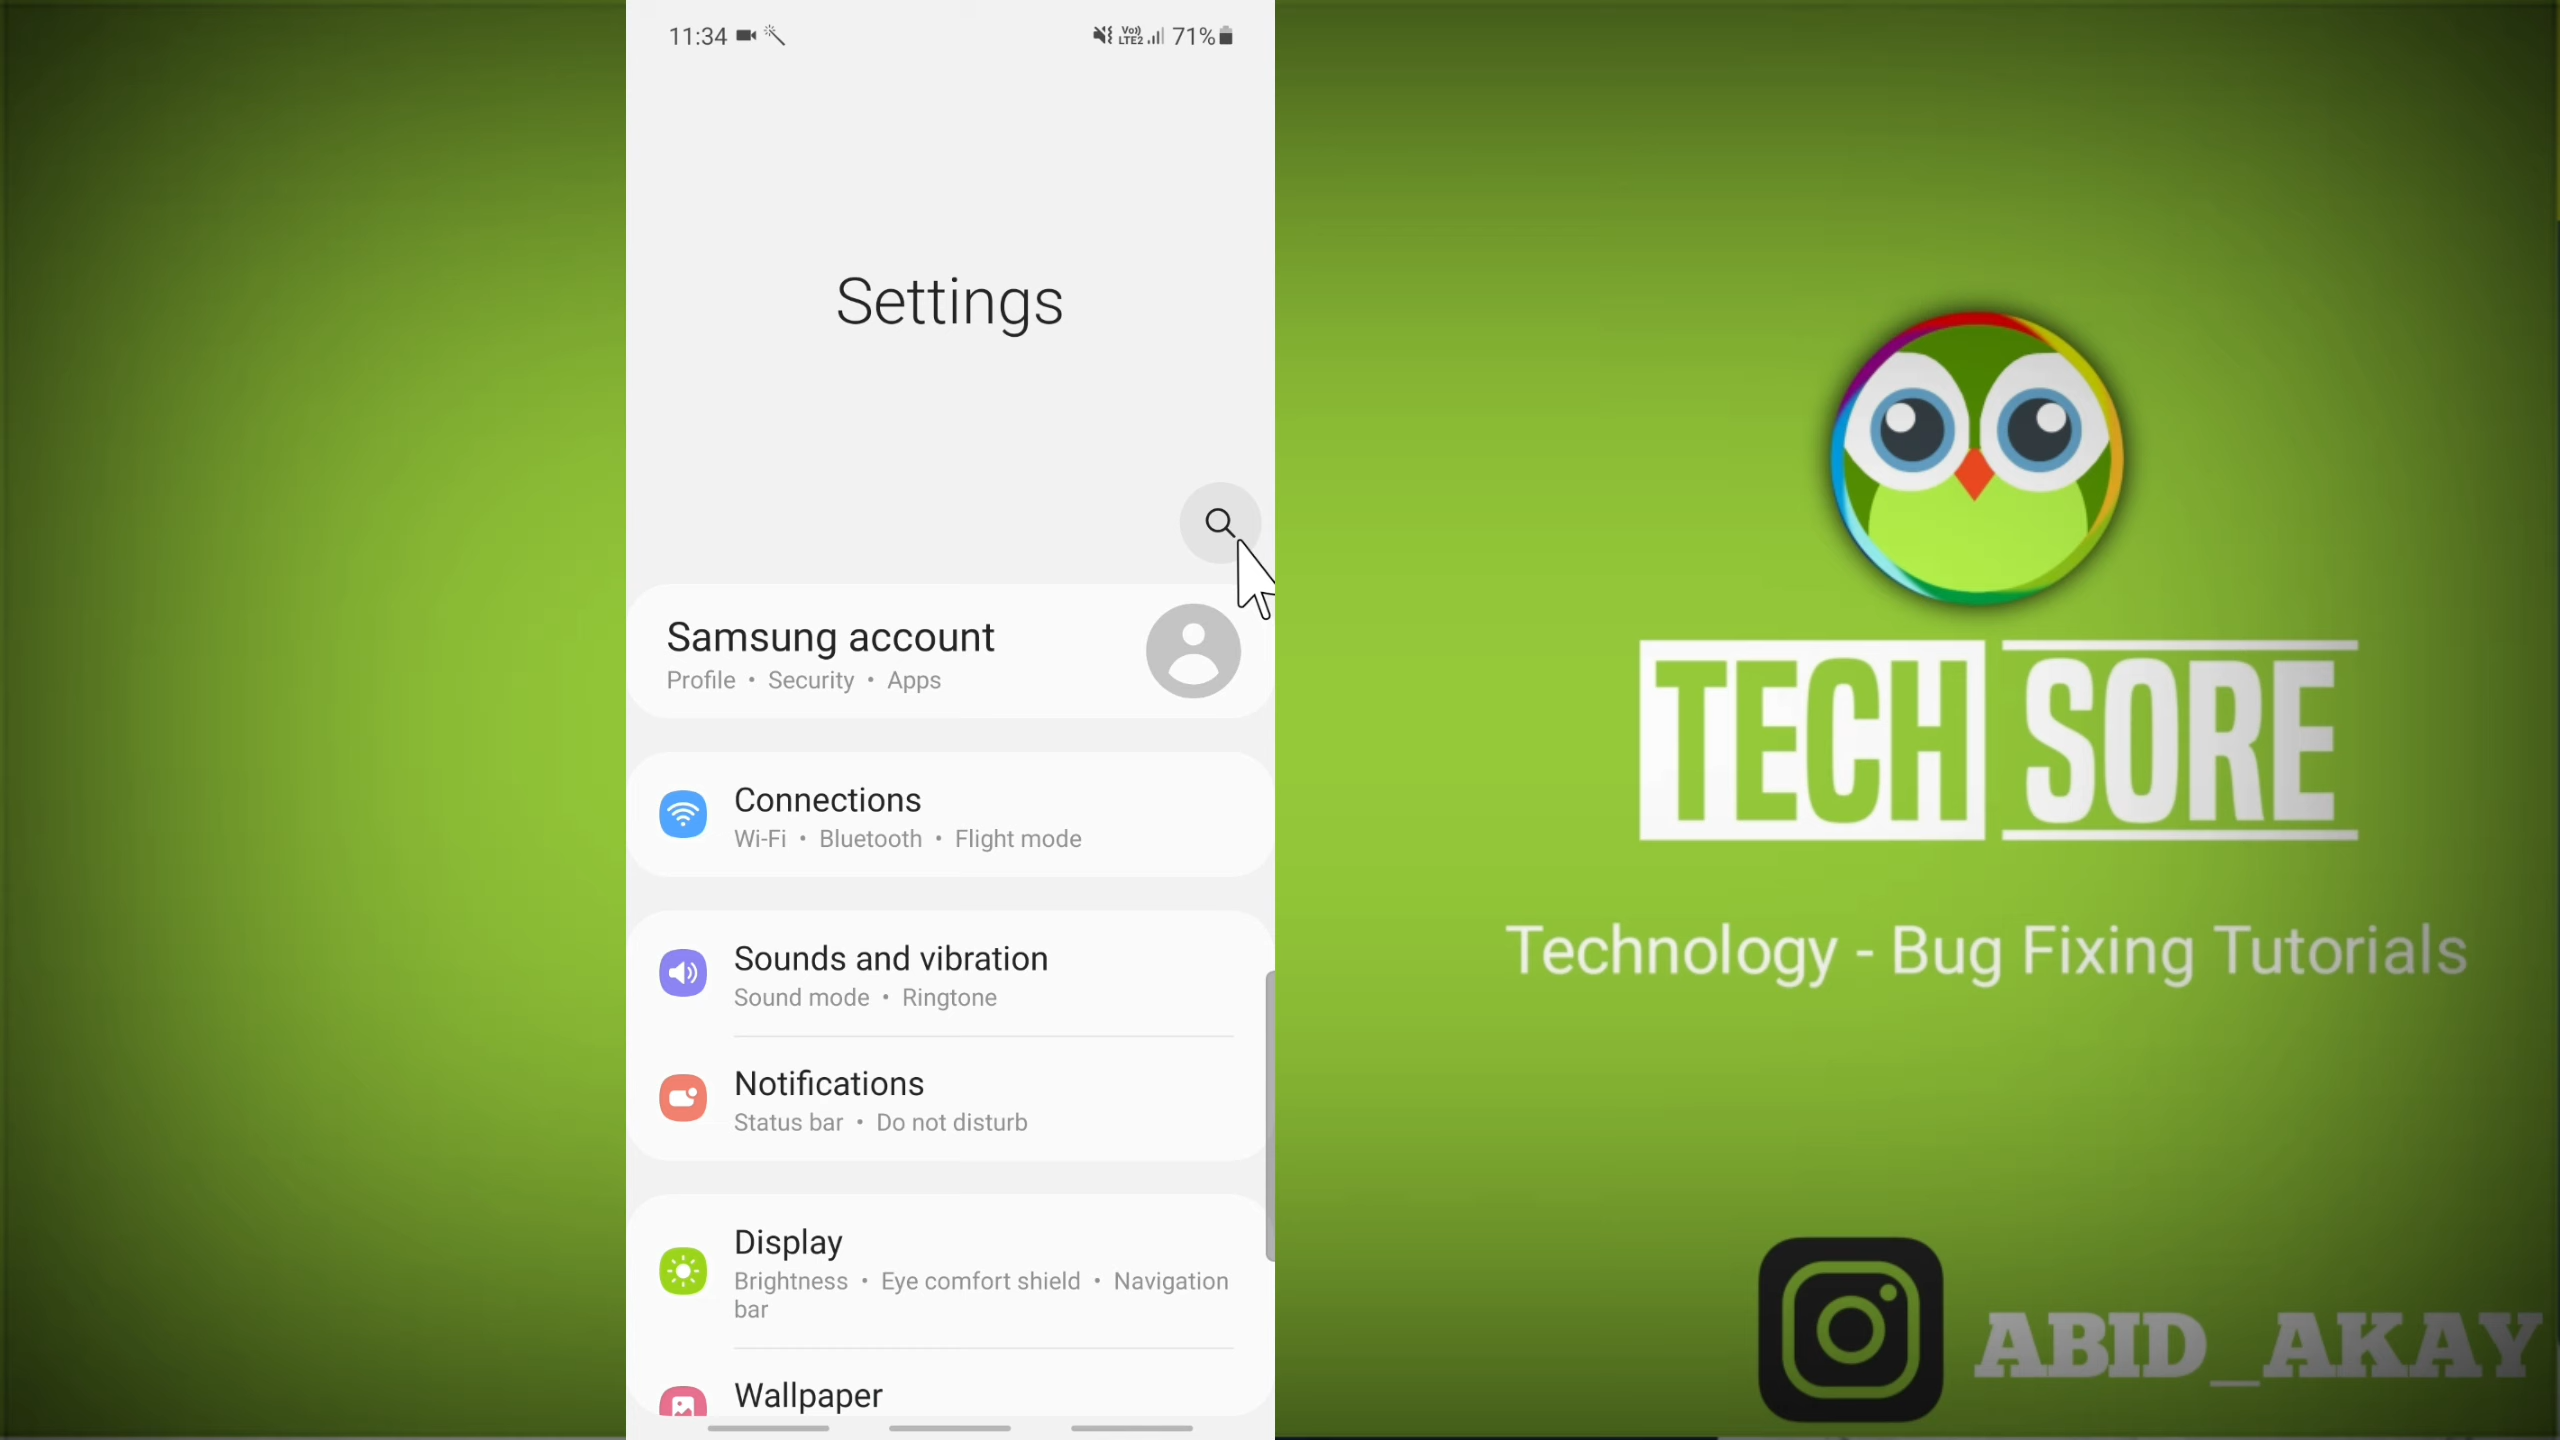 11:34
Vo))
LTE2
71%
Settings
Samsung account
Profile • Security • Apps
Connections
Wi-Fi • Bluetooth • Flight mode
Sounds and vibration
Sound mode • Ringtone
Notifications
Status bar • Do not disturb
Display
Brightness • Eye comfort shield • Navigation
bar
Wallpaper
TECH SORE
Technology - Bug Fixing Tutorials
ABID_AKAY